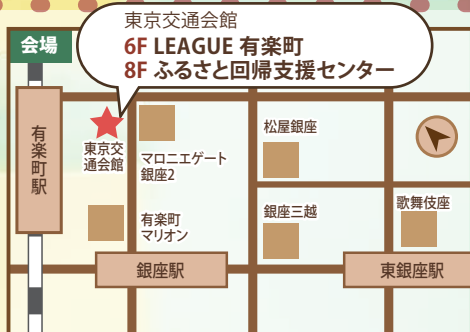 東京交通会館
6F LEAGUE 有楽町
8F ふるさと回帰支援センター
会場
有楽町駅
東京交
通会館
マロニエゲート
銀座2
松屋銀座
有楽町
マリオン
銀座三越
歌舞伎座
銀座駅
東銀座駅